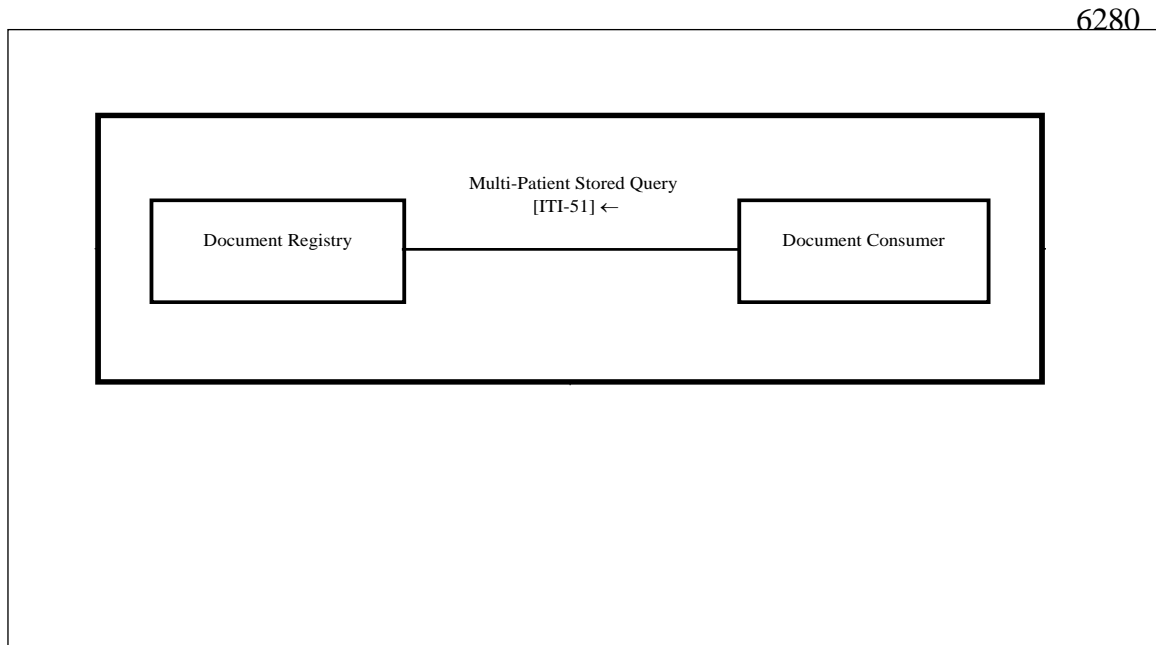 6280
Multi-Patient Stored Query
[ITI-51] ←
Document Registry
Document Consumer